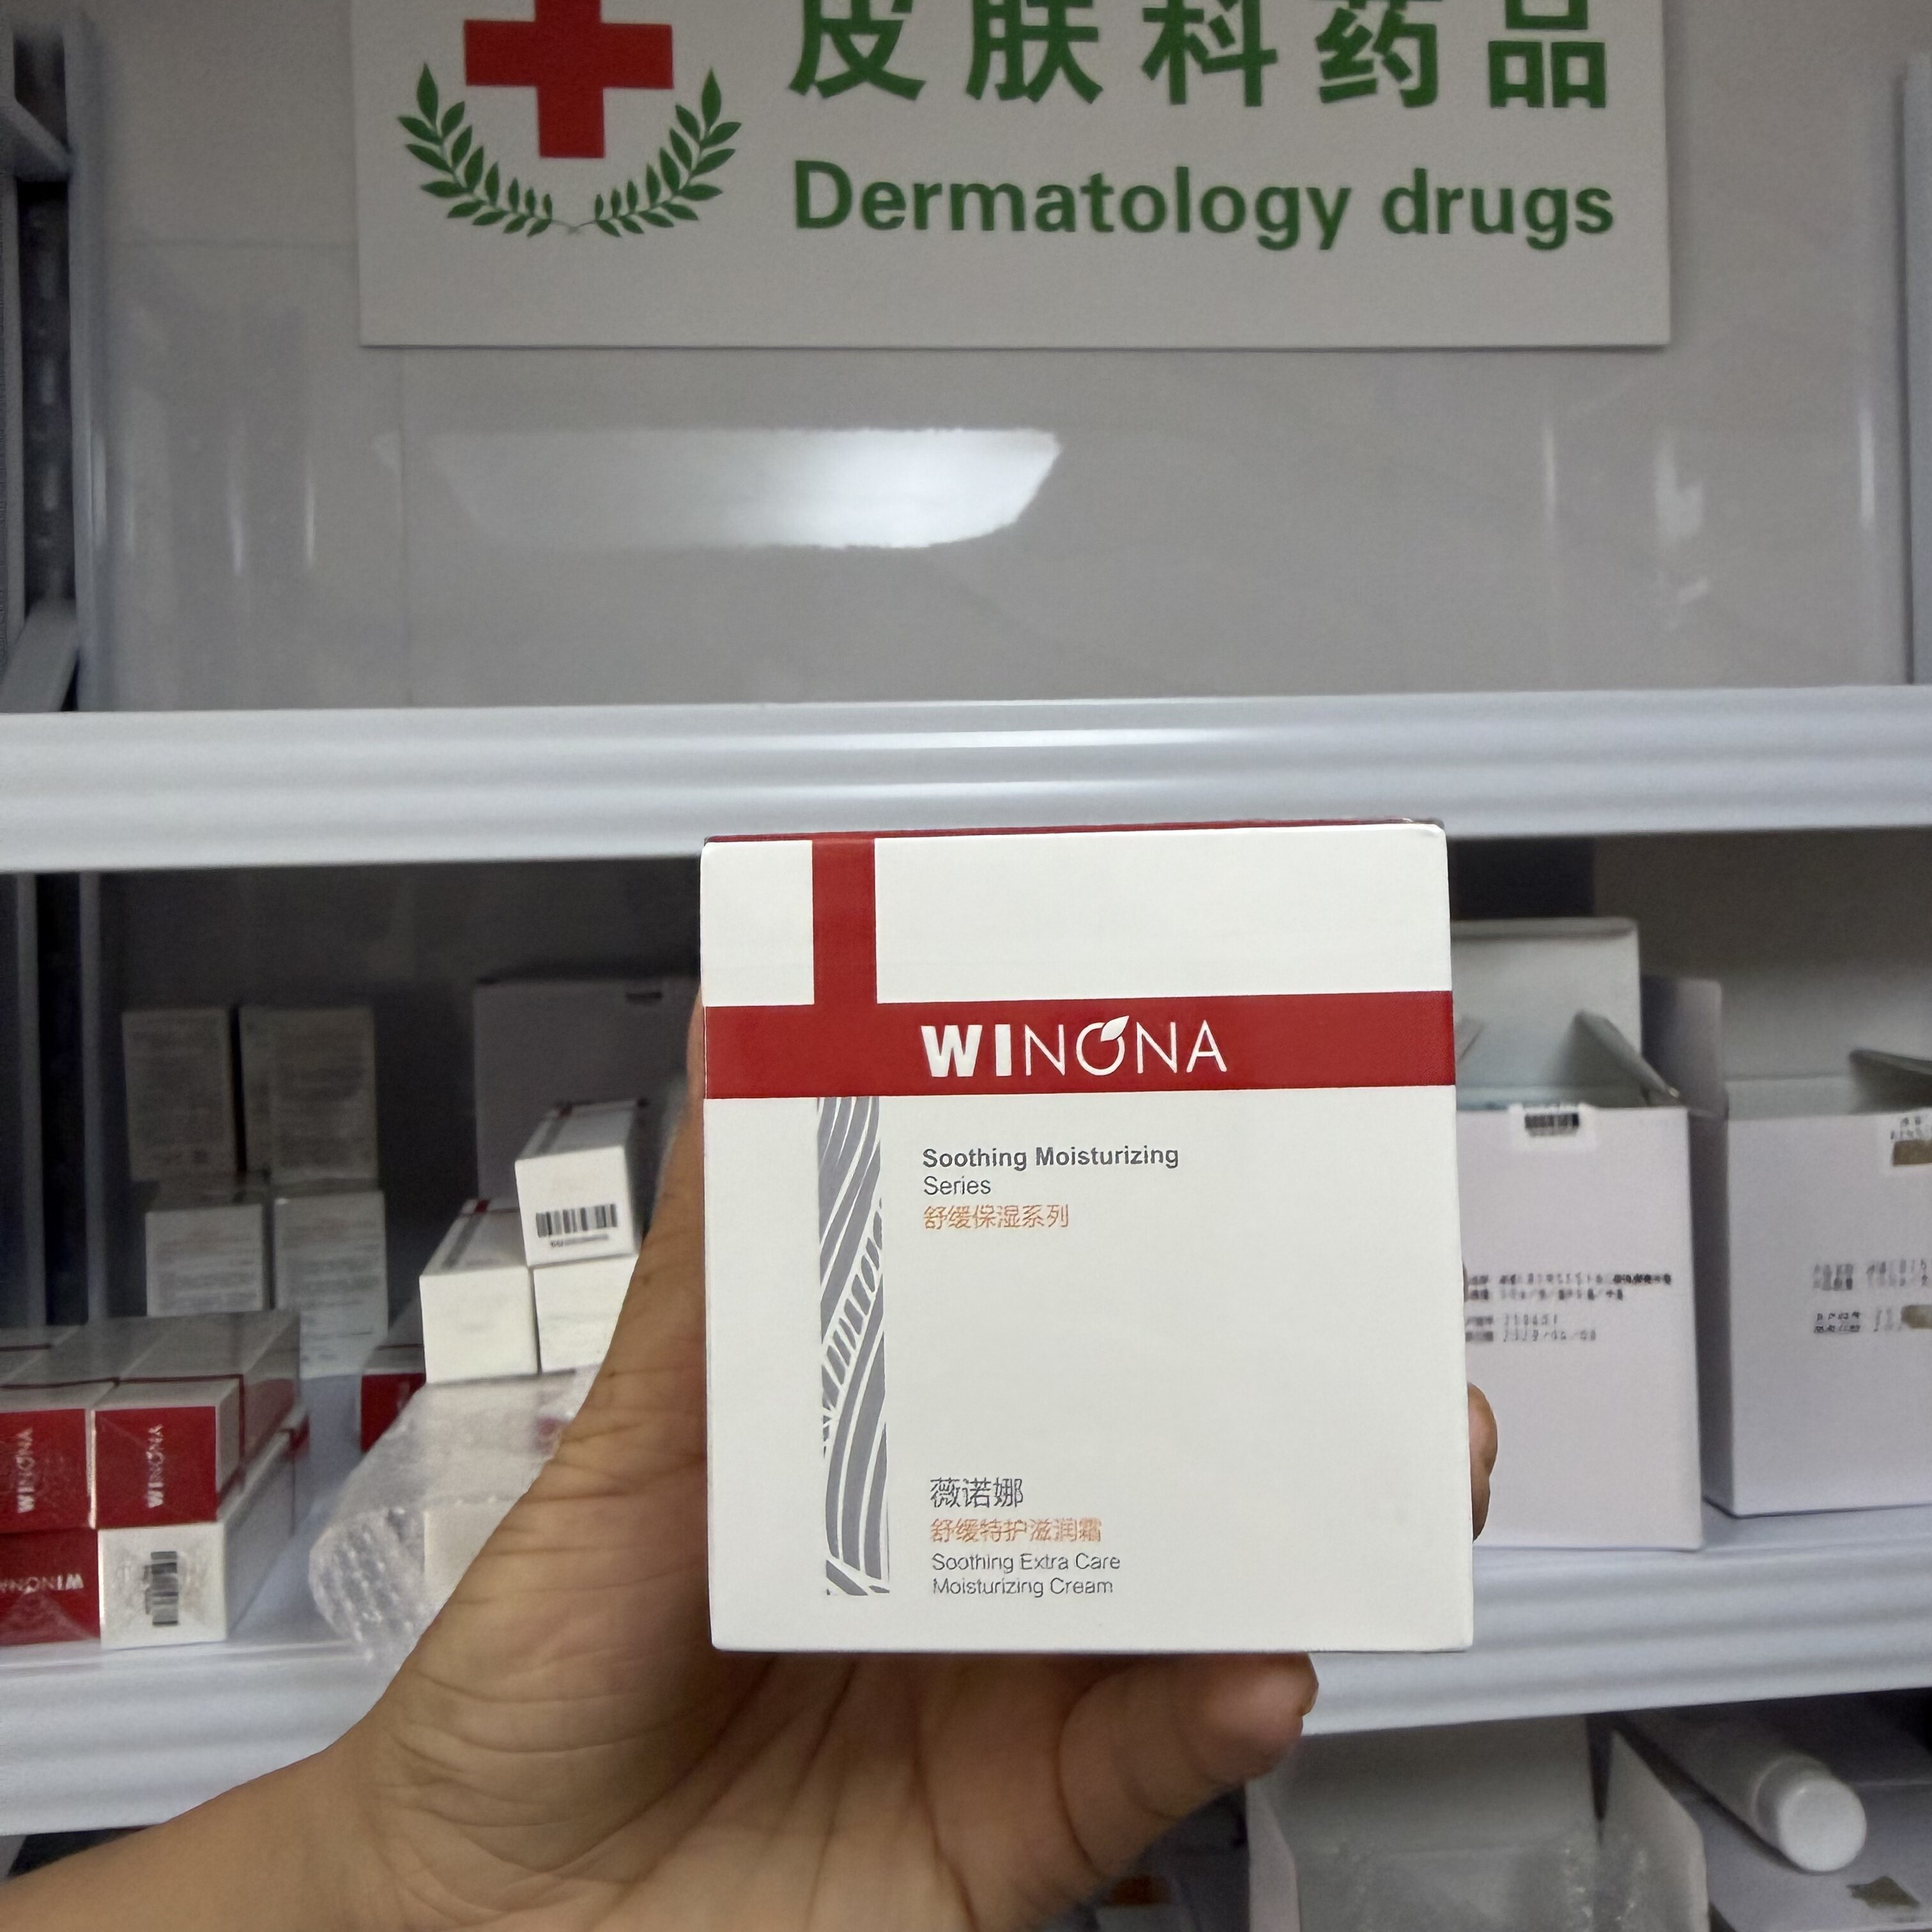 皮肤科药品
Dermatology drugs
WINONA
Soothing Moisturizing
Series
舒缓保湿系列
薇诺娜
舒缓特护滋润霜
Soothing Extra Care
Moisturizing Cream
WINONA
WINONA
WINONA